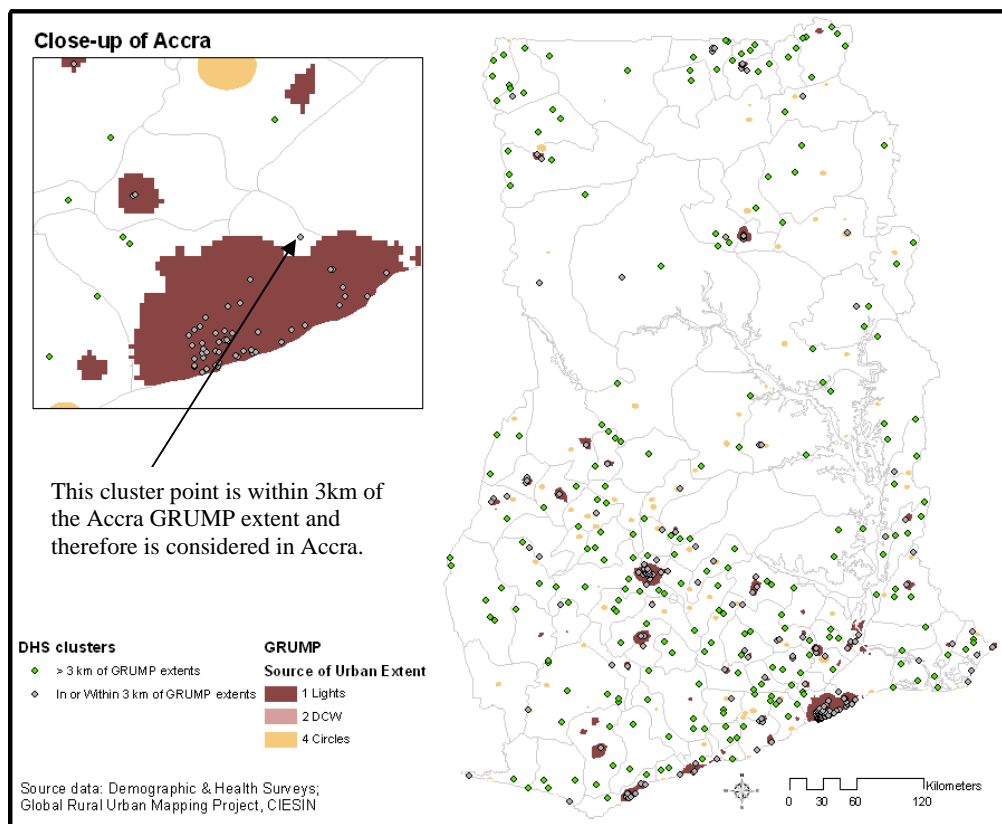 Close-up of Accra
This cluster point is within 3km of
the Accra GRUMP extent and
therefore is considered in Accra.
DHS clusters
> 3 km of GRUMP extents
In or Within 3 km of GRUMP extents
GRUMP
Source of Urban Extent
1 Lights
2 DCW
4 Circles
Source data: Demographic & Health Surveys;
Global Rural Urban Mapping Project, CIESIN
Kilometers
0 30 60 120